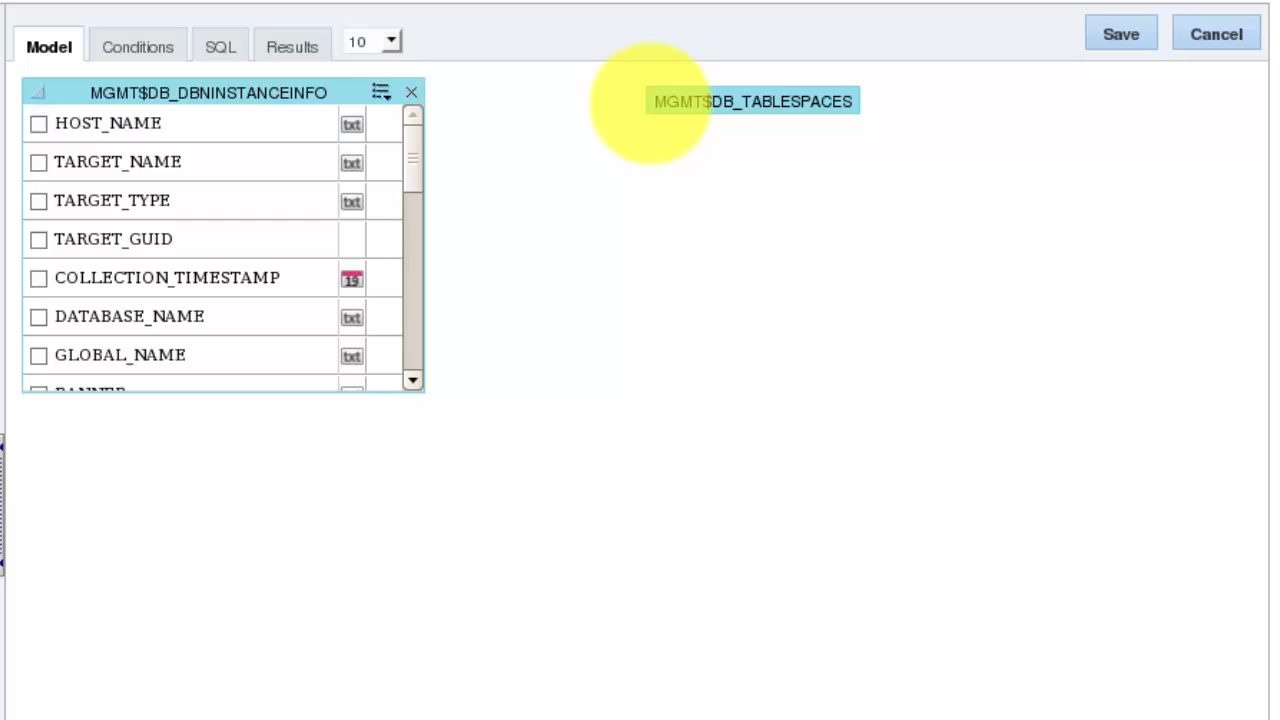 Model
Conditions
SQL
Results
10
Save
Cancel
MGMT$DB_DBNINSTANCEINFO
MGMT$DB_TABLESPACES
HOST_NAME
txt
TARGET_NAME
txt
TARGET_TYPE
txt
TARGET_GUID
COLLECTION_TIMESTAMP
19
DATABASE_NAME
txt
GLOBAL_NAME
txt
BANNER